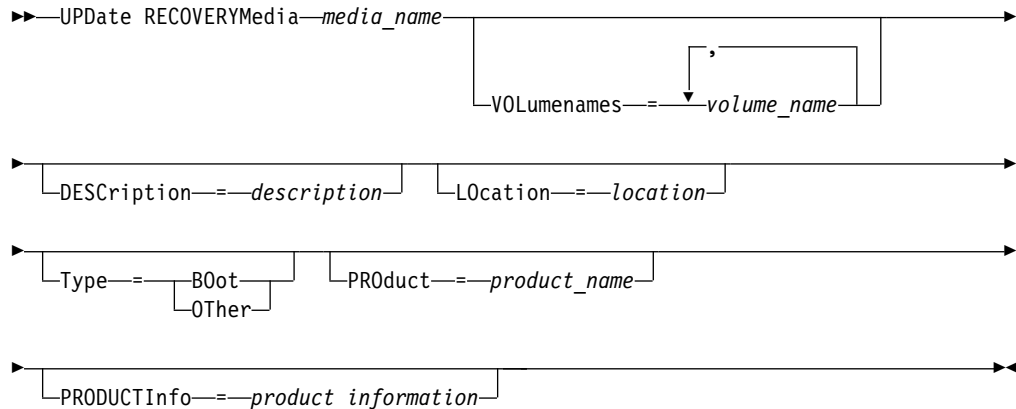 UPDate RECOVERYMedia media_name
,
VOLumenames = volume_name
DESCription = description LOcation = location
Type = BOot PROduct = product_name
OTher
PRODUCTInfo = product information